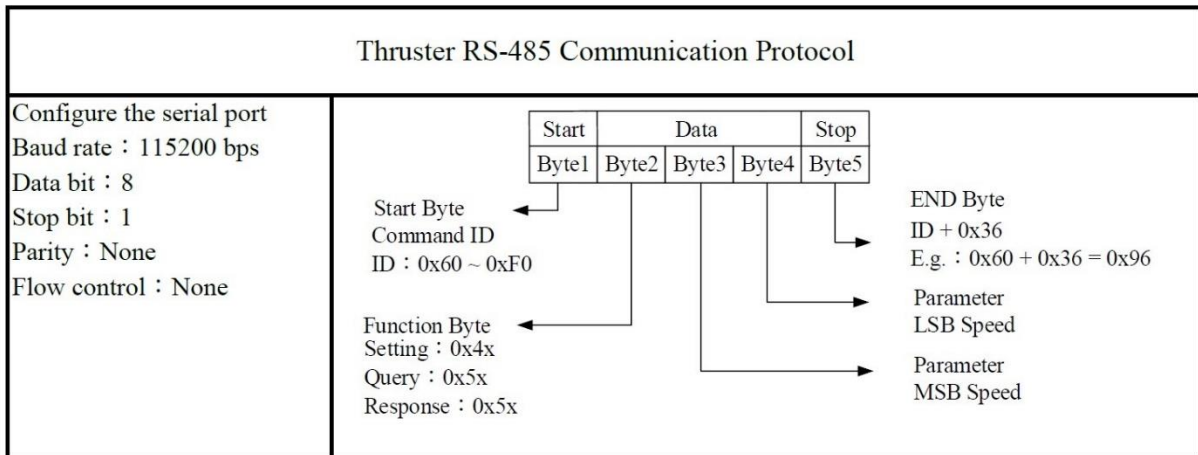 Thruster RS-485 Communication Protocol
Configure the serial port
Baud rate：115200 bps
Data bit：8
Stop bit：1
Parity：None
Flow control：None
Start Data Stop
Byte1 Byte2 Byte3 Byte4 Byte5
Start Byte
Command ID
ID：0x60 ~ 0xF0
Function Byte
Setting：0x4x
Query：0x5x
Response：0x5x
END Byte
ID + 0x36
E.g.：0x60 + 0x36 = 0x96
Parameter
LSB Speed
Parameter
MSB Speed